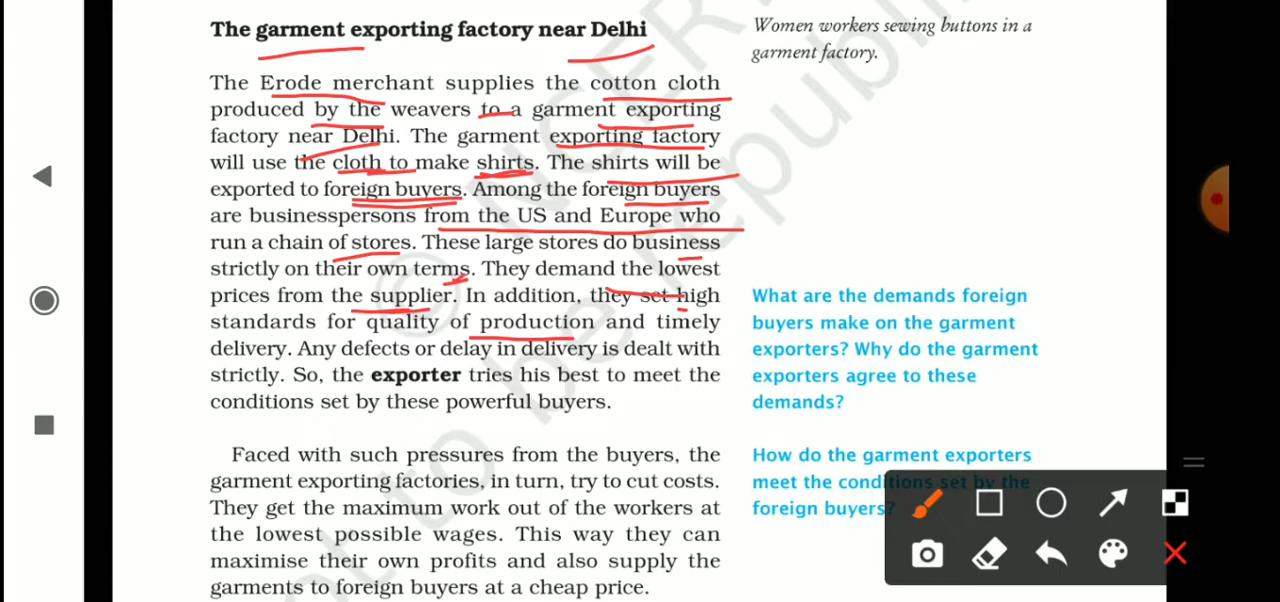 The garment exporting factory near Delhi
The Erode merchant supplies the cotton cloth
produced by the weavers to a garment exporting
factory near Delhi. The garment exporting factory
will use the cloth to make shirts. The shirts will be
exported to foreign buyers. Among the foreign buyers
are businesspersons from the US and Europe who
run a chain of stores. These large stores do business
strictly on their own terms. They demand the lowest
prices from the supplier. In addition, they set high
standards for quality of production and timely
delivery. Any defects or delay in delivery is dealt with
strictly. So, the exporter tries his best to meet the
conditions set by these powerful buyers.
Faced with such pressures from the buyers, the
garment exporting factories, in turn, try to cut costs.
They get the maximum work out of the workers at
the lowest possible wages. This way they can
maximise their own profits and also supply the
garments to foreign buyers at a cheap price.
Women workers sewing buttons in a
garment factory.
What are the demands foreign
buyers make on the garment
exporters? Why do the garment
exporters agree to these
demands?
How do the garment exporters
meet the conditions set by the
foreign buyers?
© NCERT
not to be republi